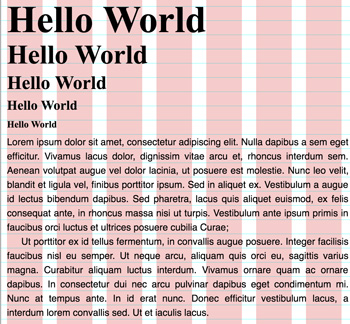 Hello World
Hello World
Hello World
Hello World
Hello World
Lorem ipsum dolor sit amet, consectetur adipiscing elit. Nulla dapibus a sem eget
efficitur. Vivamus lacus dolor, dignissim vitae arcu et, rhoncus interdum sem.
Aenean volutpat augue vel dolor lacinia, ut posuere est molestie. Nunc leo velit,
blandit et ligula vel, finibus porttitor ipsum. Sed in aliquet ex. Vestibulum a augue
id lectus bibendum dapibus. Sed pharetra, lacus quis aliquet euismod, ex felis
consequat ante, in rhoncus massa nisi ut turpis. Vestibulum ante ipsum primis in
faucibus orci luctus et ultrices posuere cubilia Curae;
Ut porttitor ex id tellus fermentum, in convallis augue posuere. Integer facilisis
faucibus nisl eu semper. Ut neque arcu, aliquam quis orci eu, sagittis varius
magna. Curabitur aliquam luctus interdum. Vivamus ornare quam ac ornare
dapibus. In consectetur dui nec arcu pulvinar dapibus eget condimentum mi.
Nunc at tempus ante. In id erat nunc. Donec efficitur vestibulum lacus, a
interdum lorem convallis sed. Ut et iaculis lacus.